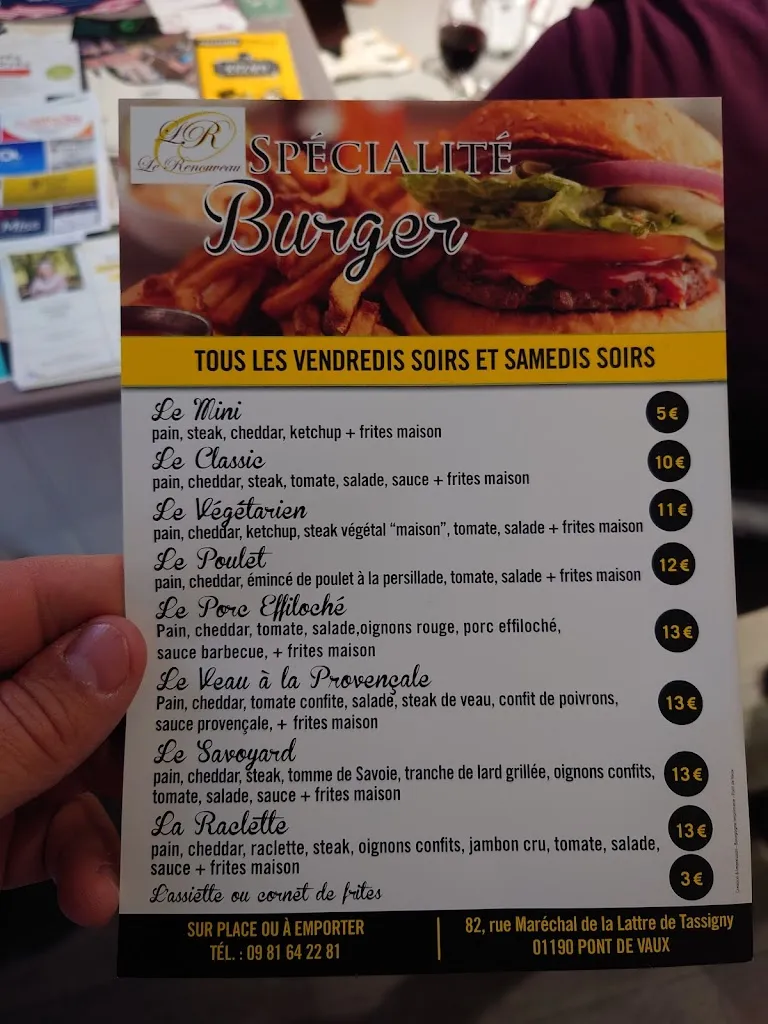 LR
Le Renouveau
SPÉCIALITÉ
Burger
TOUS LES VENDREDIS SOIRS ET SAMEDIS SOIRS
Le Mini
5€
pain, steak, cheddar, ketchup + frites maison
Le Classic
10€
pain, cheddar, steak, tomate, salade, sauce + frites maison
Le Végétarien
11€
pain, cheddar, ketchup, steak végétal "maison", tomate, salade + frites maison
Le Poulet
12€
pain, cheddar, émincé de poulet à la persillade, tomate, salade + frites maison
Le Porc Effiloché
Pain, cheddar, tomate, salade,oignons rouge, porc effiloché,
13€
sauce barbecue, + frites maison
Le Veau à la Provençale
Pain, cheddar, tomate confite, salade, steak de veau, confit de poivrons,
13€
sauce provençale, + frites maison
Le Savoyard
pain, cheddar, steak, tomme de Savoie, tranche de lard grillée, oignons confits,
13€
tomate, salade, sauce + frites maison
La Raclette
13€
pain, cheddar, raclette, steak, oignons confits, jambon cru, tomate, salade,
sauce + frites maison
L'assiette ou cornet de frites
3€
SUR PLACE OU À EMPORTER
TÉL. : 09 81 64 22 81
82, rue Maréchal de la Lattre de Tassigny
01190 PONT DE VAUX